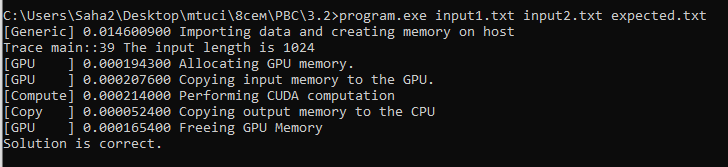 C:\Users\Saha2\Desktop\mtuci\8сем\РВС\3.2>program.exe input1.txt input2.txt expected.txt
[Generic] 0.014600900 Importing data and creating memory on host
Trace main::39 The input length is 1024
[GPU    ] 0.000194300 Allocating GPU memory.
[GPU    ] 0.000207600 Copying input memory to the GPU.
[Compute] 0.000214000 Performing CUDA computation
[Copy   ] 0.000052400 Copying output memory to the CPU
[GPU    ] 0.000165400 Freeing GPU Memory
Solution is correct.